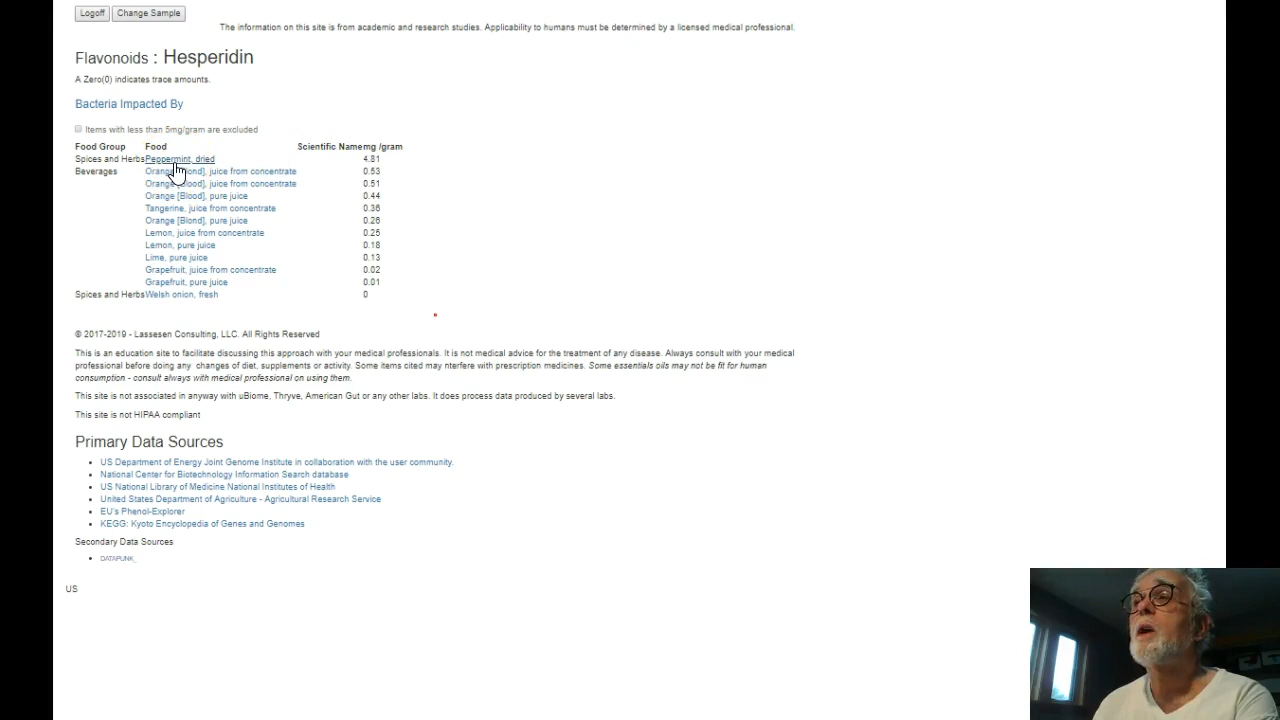 Logoff Change Sample
The information on this site is from academic and research studies. Applicability to humans must be determined by a licensed medical professional.
Flavonoids : Hesperidin
A Zero(0) indicates trace amounts.
Bacteria Impacted By
Items with less than 5mg/gram are excluded
Food Group Food Scientific Name mg /gram
Spices and Herbs Peppermint, dried 4.81
Beverages Orange [Blond], juice from concentrate 0.53
Orange [Blood], juice from concentrate 0.51
Orange [Blood], pure juice 0.44
Tangerine, juice from concentrate 0.36
Orange [Blond], pure juice 0.26
Lemon, juice from concentrate 0.25
Lemon, pure juice 0.18
Lime, pure juice 0.13
Grapefruit, juice from concentrate 0.02
Grapefruit, pure juice 0.01
Spices and Herbs Welsh onion, fresh 0
© 2017-2019 - Lassesen Consulting, LLC. All Rights Reserved
This is an education site to facilitate discussing this approach with your medical professionals. It is not medical advice for the treatment of any disease. Always consult with your medical
professional before doing any changes of diet, supplements or activity. Some items cited may nterfere with prescription medicines. Some essentials oils may not be fit for human
consumption - consult always with medical professional on using them.
This site is not associated in anyway with uBiome, Thryve, American Gut or any other labs. It does process data produced by several labs.
This site is not HIPAA compliant
Primary Data Sources
US Department of Energy Joint Genome Institute in collaboration with the user community.
National Center for Biotechnology Information Search database
US National Library of Medicine National Institutes of Health
United States Department of Agriculture - Agricultural Research Service
EU's Phenol-Explorer
KEGG: Kyoto Encyclopedia of Genes and Genomes
Secondary Data Sources
DATAPUNK_
US